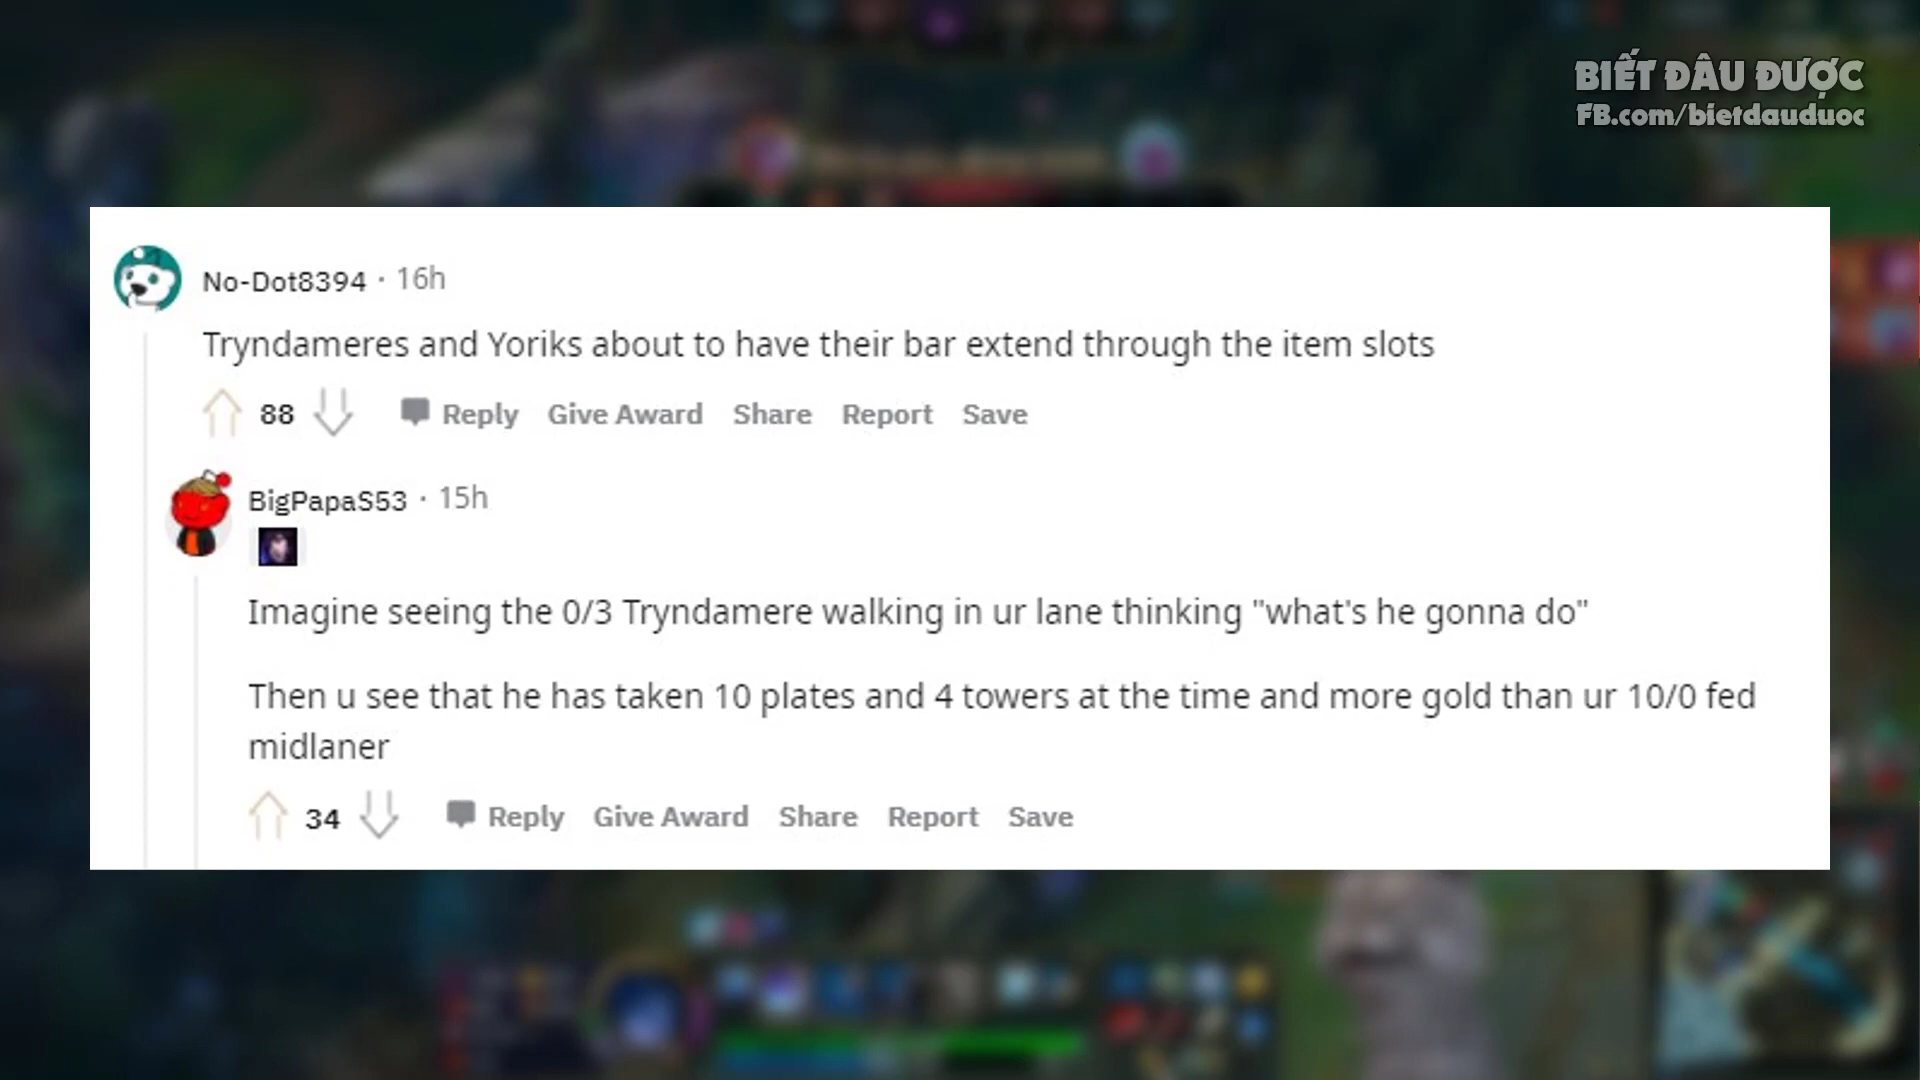 BIẾT ĐÂU ĐƯỢC
FB.com/bietdauduoc
No-Dot8394 · 16h
Tryndameres and Yoriks about to have their bar extend through the item slots
88 Reply Give Award Share Report Save
BigPapaS53 · 15h
Imagine seeing the 0/3 Tryndamere walking in ur lane thinking "what's he gonna do"
Then u see that he has taken 10 plates and 4 towers at the time and more gold than ur 10/0 fed
midlaner
34 Reply Give Award Share Report Save